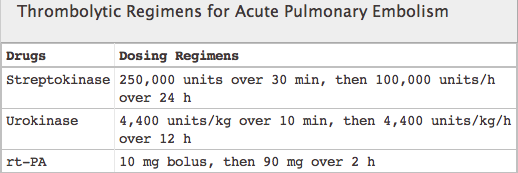 Thrombolytic Regimens for Acute Pulmonary Embolism
Drugs Dosing Regimens
Streptokinase 250,000 units over 30 min, then 100,000 units/h
over 24 h
Urokinase 4,400 units/kg over 10 min, then 4,400 units/kg/h
over 12 h
rt-PA 10 mg bolus, then 90 mg over 2 h